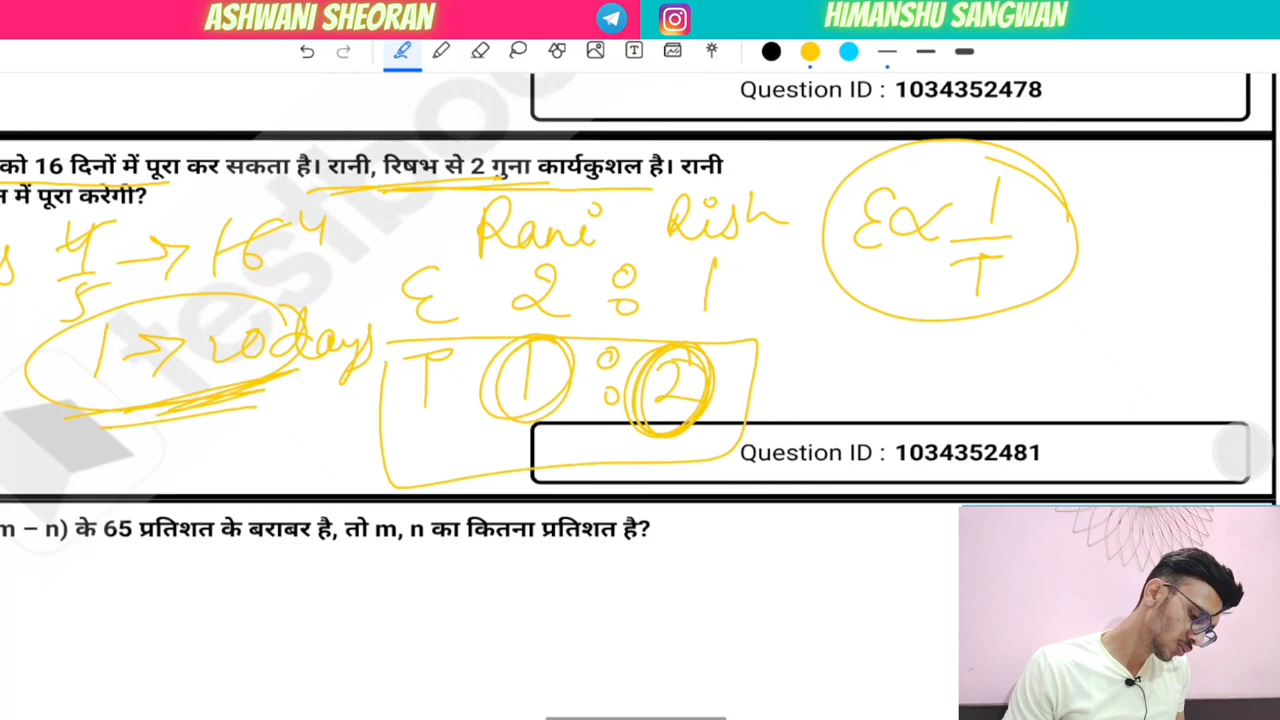 ASHWANI SHEORAN
HIMANSHU SANGWAN
Question ID : 1034352478
को 16 दिनों में पूरा कर सकता है। रानी, रिषभ से 2 गुना कार्यकुशल है। रानी
में पूरा करेगी?
4/5 -> 16 4
1 -> 20 days
Rani Rish
E 2 : 1
T 1 : 2
E ∝ 1/T
Question ID : 1034352481
m − n) के 65 प्रतिशत के बराबर है, तो m, n का कितना प्रतिशत है?